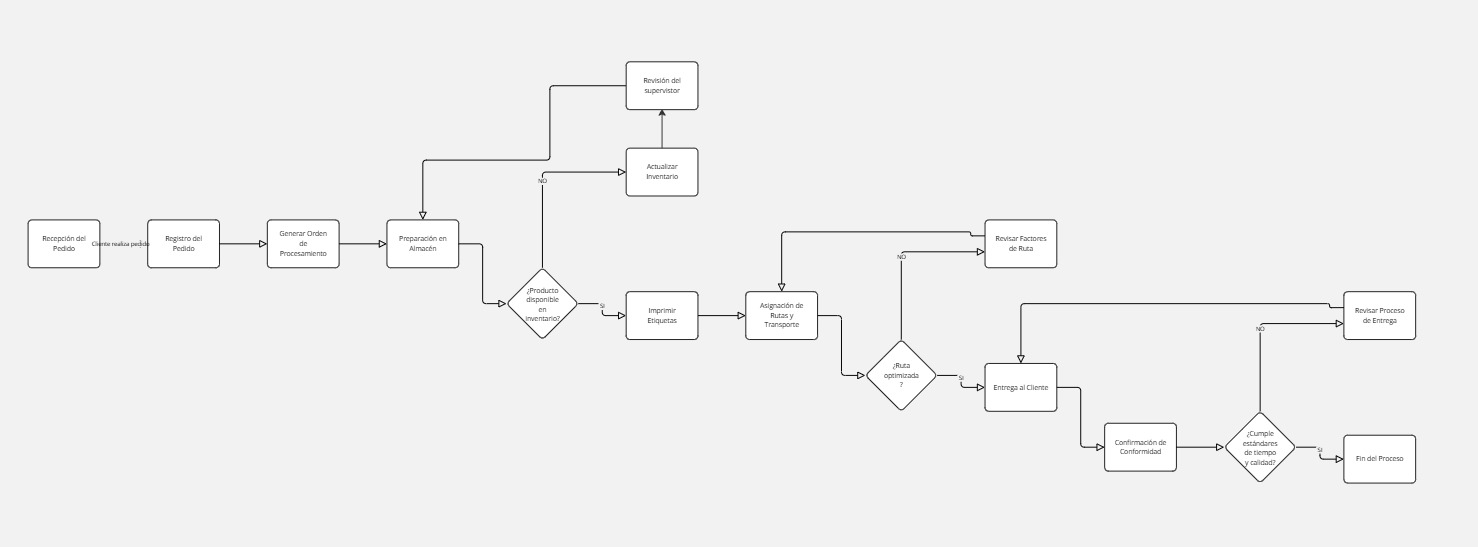 Revisión del
supervistor
Actualizar
Inventario
NO
Recepción del
Pedido
Cliente realiza pedido
Registro del
Pedido
Generar Orden
de
Procesamiento
Preparación en
Almacén
¿Producto
disponible
en
inventario?
SI
Imprimir
Etiquetas
Asignación de
Rutas y
Transporte
¿Ruta
optimizada
?
NO
Revisar Factores
de Ruta
SI
Entrega al Cliente
Confirmación de
Conformidad
¿Cumple
estándares
de tiempo
y calidad?
NO
Revisar Proceso
de Entrega
SI
Fin del Proceso